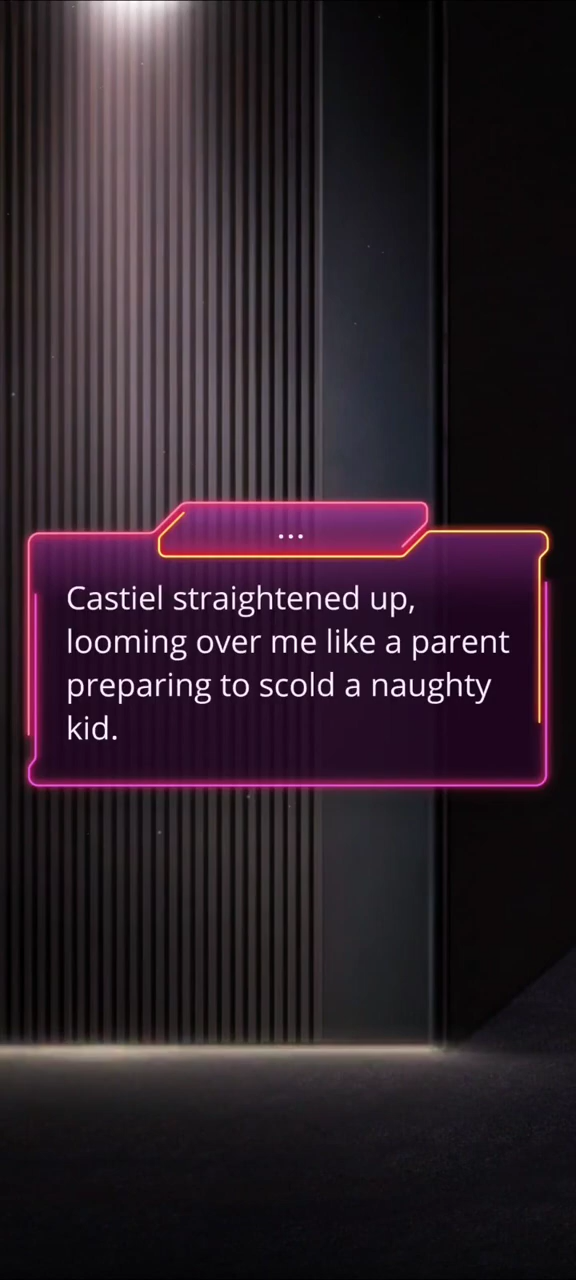 ...
Castiel straightened up,
looming over me like a parent
preparing to scold a naughty
kid.